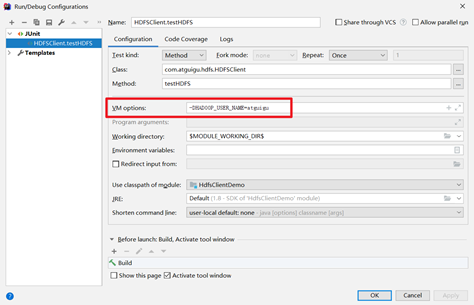 Run/Debug Configurations
Name: HDFSClient.testHDFS
Share through VCS
Allow parallel run
JUnit
HDFSClient.testHDFS
Templates
Configuration Code Coverage Logs
Test kind: Method Fork mode: none Repeat: Once 1
Class: com.atguigu.hdfs.HDFSClient
Method: testHDFS
VM options: -DHADOOP_USER_NAME=atguigu
Program arguments:
Working directory: $MODULE_WORKING_DIR$
Environment variables:
Redirect input from:
Use classpath of module: HdfsClientDemo
JRE: Default (1.8 - SDK of 'HdfsClientDemo' module)
Shorten command line: user-local default: none - java [options] classname [args]
Before launch: Build, Activate tool window
Build
Show this page Activate tool window
OK Cancel Apply